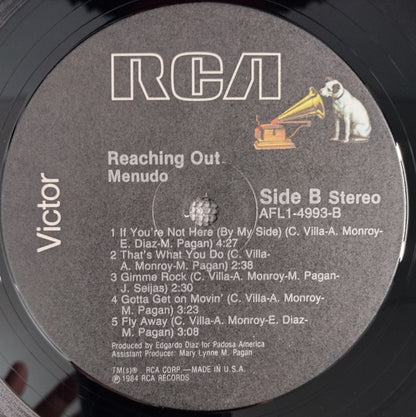 RCA
Victor
Reaching Out
Menudo
Side B Stereo
AFL1-4993-B
1 If You're Not Here (By My Side) (C. Villa-A. Monroy-
E. Diaz-M. Pagan) 4:27
2 That's What You Do (C. Villa-
A. Monroy-M. Pagan) 2:38
3 Gimme Rock (C. Villa-A. Monroy-M. Pagan-
J. Seijas) 2:30
4 Gotta Get on Movin' (C. Villa-A. Monroy-
M. Pagan) 3:23
5 Fly Away (C. Villa-A. Monroy-E. Diaz-
M. Pagan) 3:08
Produced by Edgardo Diaz for Padosa America
Assistant Producer: Mary Lynne M. Pagan
TM(s)® RCA CORP.—MADE IN U.S.A.
℗1984 RCA RECORDS